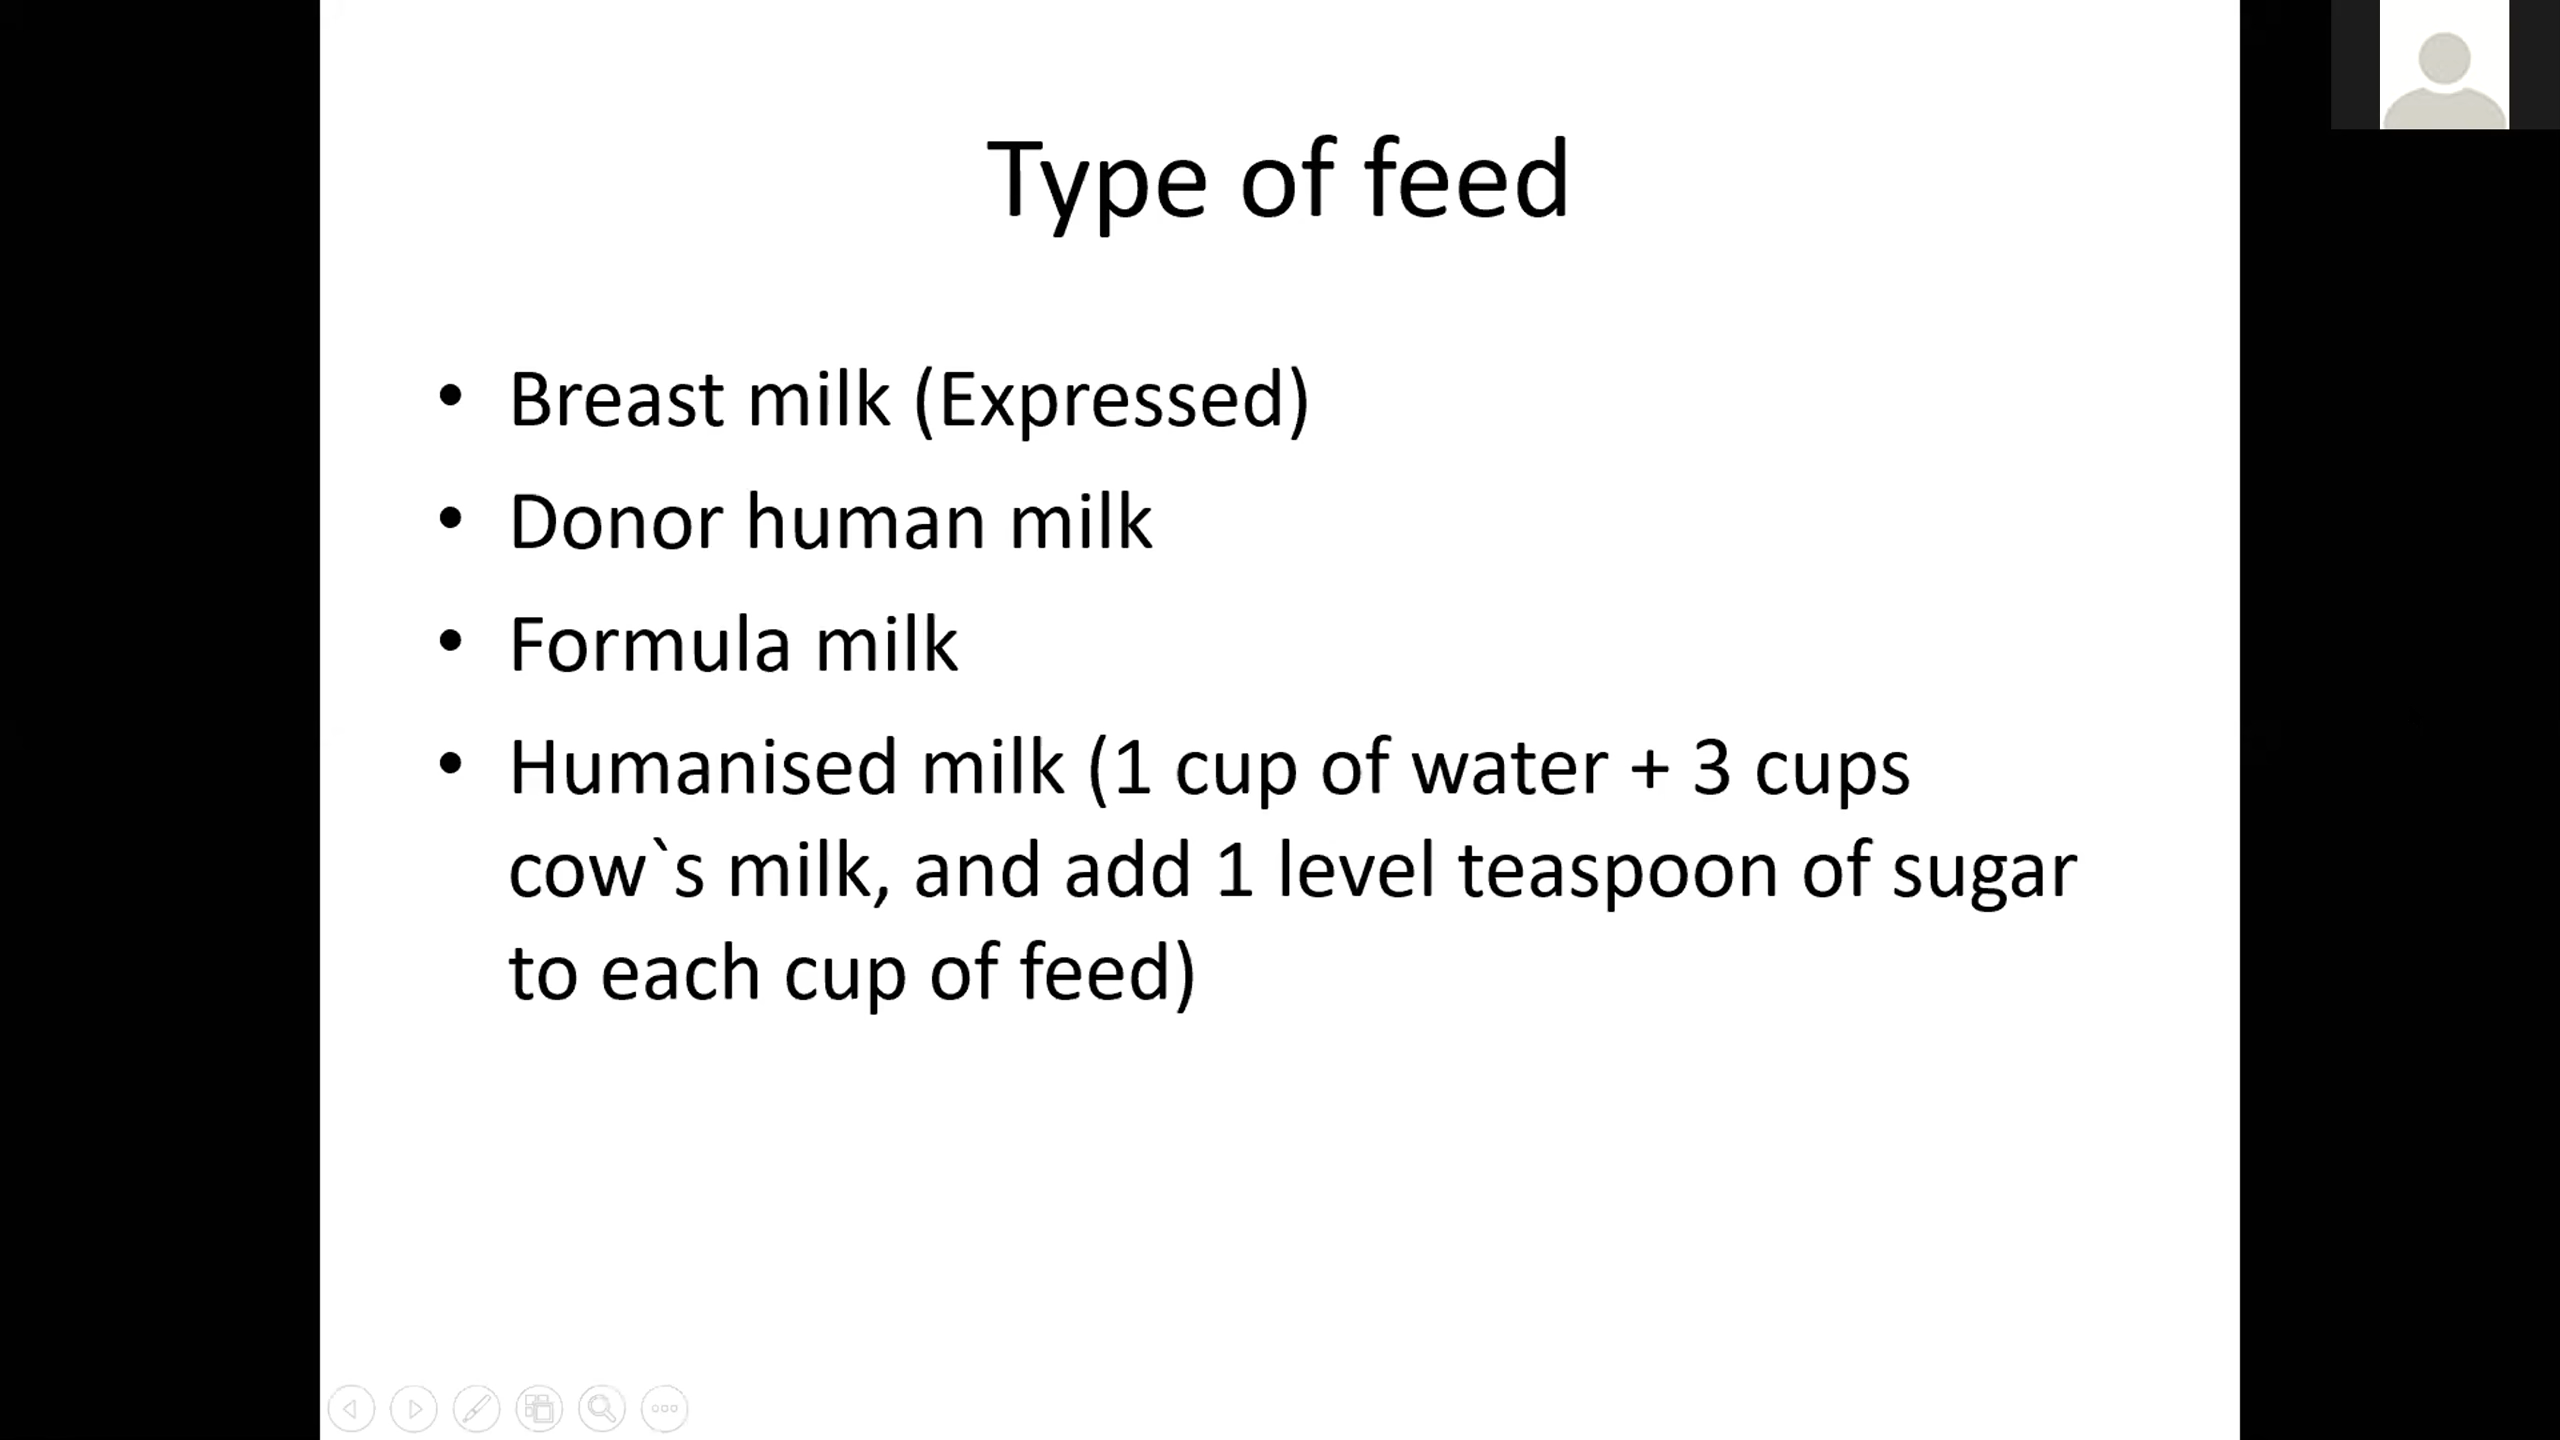 Type of feed
• Breast milk (Expressed)
• Donor human milk
• Formula milk
• Humanised milk (1 cup of water + 3 cups
cow`s milk, and add 1 level teaspoon of sugar
to each cup of feed)